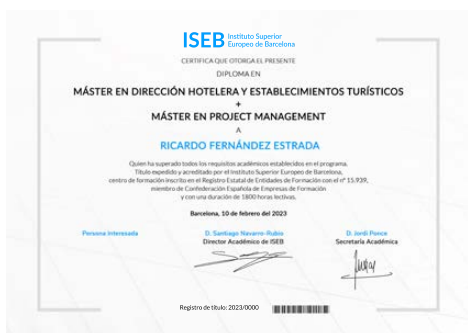 ISEB Instituto Superior
Europeo de Barcelona
CERTIFICA QUE OTORGA EL PRESENTE
DIPLOMA EN
MÁSTER EN DIRECCIÓN HOTELERA Y ESTABLECIMIENTOS TURÍSTICOS
+
MÁSTER EN PROJECT MANAGEMENT
A
RICARDO FERNÁNDEZ ESTRADA
Quien ha superado todos los requisitos académicos establecidos en el programa.
Título expedido y acreditado por el Instituto Superior Europeo de Barcelona,
centro de formación inscrito en el Registro Estatal de Entidades de Formación con el nº 15.939,
miembro de Confederación Española de Empresas de Formación
y con una duración de 1800 horas lectivas.
Barcelona, 10 de febrero del 2023
Persona interesada
D. Santiago Navarro-Rubio
Director Académico de ISEB
D. Jordi Ponce
Secretaría Académica
Registro de título: 2023/0000